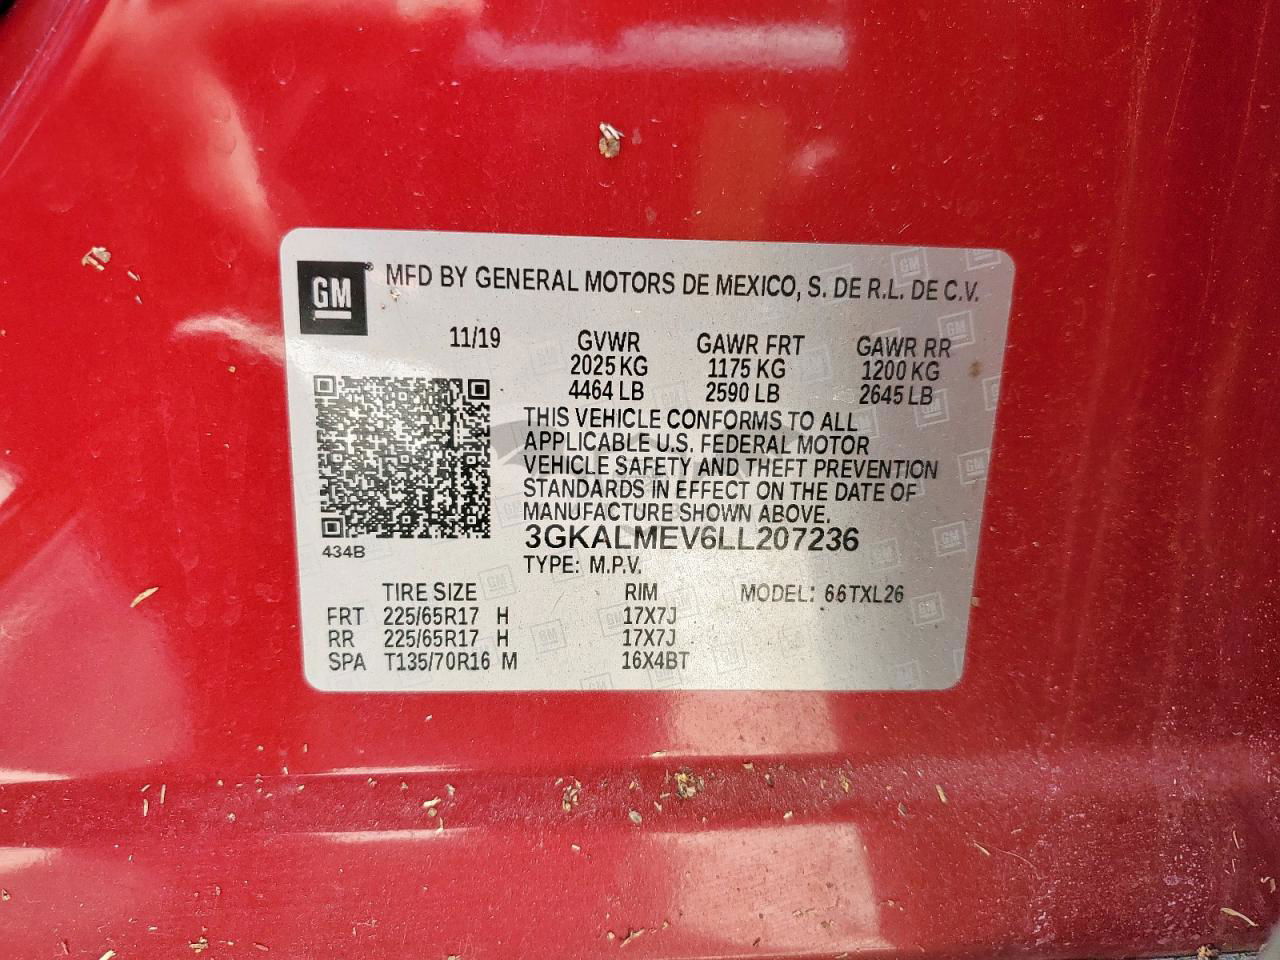 GM
MFD BY GENERAL MOTORS DE MEXICO, S. DE R.L. DE C.V.
11/19 GVWR GAWR FRT GAWR RR
2025 KG 1175 KG 1200 KG
4464 LB 2590 LB 2645 LB
THIS VEHICLE CONFORMS TO ALL
APPLICABLE U.S. FEDERAL MOTOR
VEHICLE SAFETY AND THEFT PREVENTION
STANDARDS IN EFFECT ON THE DATE OF
MANUFACTURE SHOWN ABOVE.
434B
3GKALMEV6LL207236
TYPE: M.P.V.
TIRE SIZE RIM MODEL: 66TXL26
FRT 225/65R17 H 17X7J
RR 225/65R17 H 17X7J
SPA T135/70R16 M 16X4BT